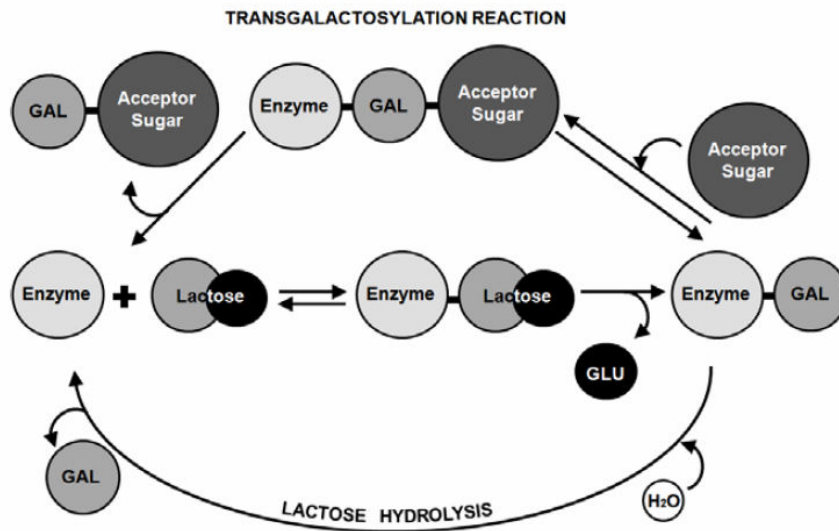 TRANSGALACTOSYLATION REACTION
GAL
Acceptor
Sugar
Enzyme
GAL
Acceptor
Sugar
Acceptor
Sugar
Enzyme
+
Lactose
Enzyme
Lactose
Enzyme
GAL
GLU
GAL
LACTOSE HYDROLYSIS
H₂O